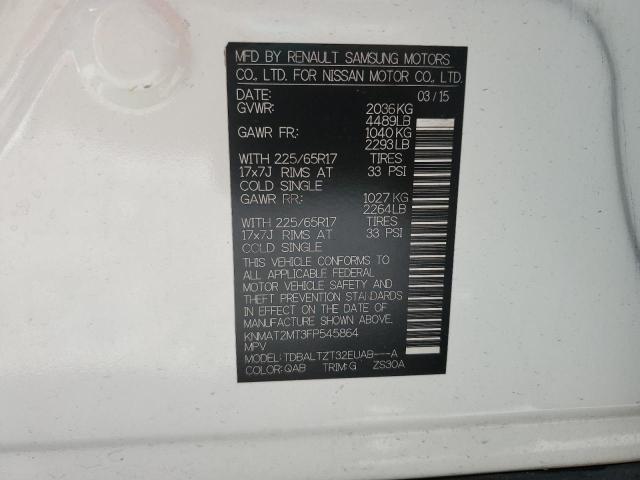 MFD BY RENAULT SAMSUNG MOTORS
CO., LTD. FOR NISSAN MOTOR CO., LTD.
DATE: 03/15
GVWR: 2036KG
4489LB
GAWR FR: 1040KG
2293LB
WITH 225/65R17 TIRES
17x7J RIMS AT 33 PSI
COLD SINGLE
GAWR RR: 1027 KG
2264LB
WITH 225/65R17 TIRES
17x7J RIMS AT 33 PSI
COLD SINGLE
THIS VEHICLE CONFORMS TO
ALL APPLICABLE FEDERAL
MOTOR VEHICLE SAFETY AND
THEFT PREVENTION STANDARDS
IN EFFECT ON THE DATE OF
MANUFACTURE SHOWN ABOVE.
KNMAT2MT3FP545864
MPV
MODEL: TDBALTZT32EUAB---A
COLOR: QAB TRIM: G ZS30A